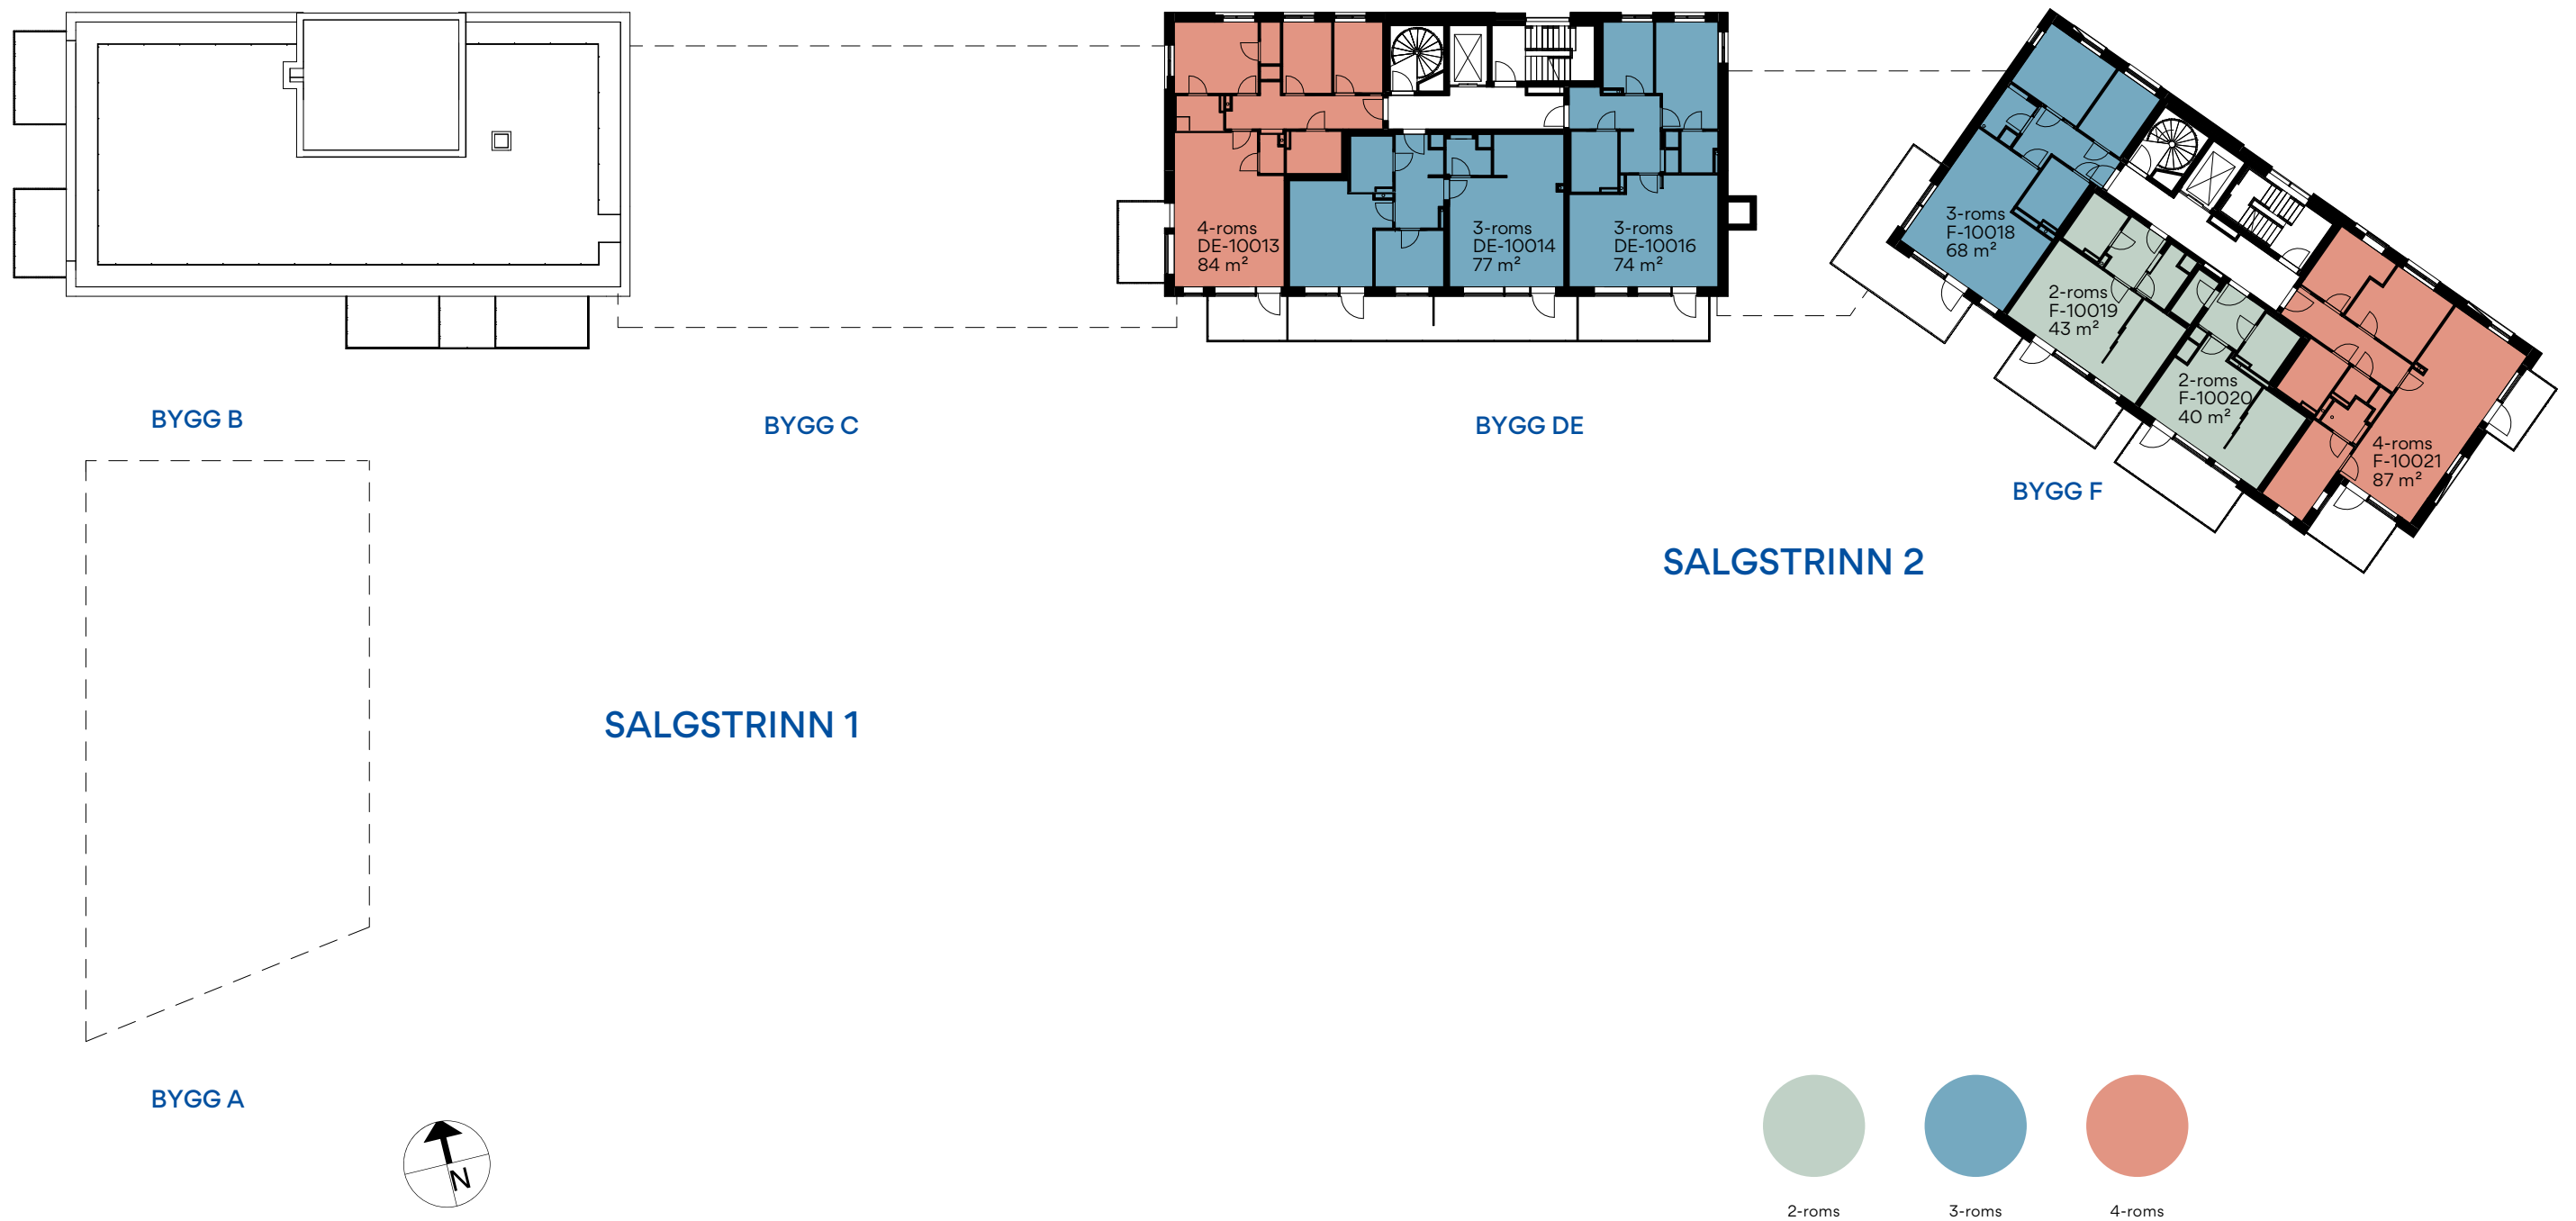 4-roms
DE-10013
84 m²
3-roms
DE-10014
77 m²
3-roms
DE-10016
74 m²
3-roms
F-10018
68 m²
2-roms
F-10019
43 m²
2-roms
F-10020
40 m²
4-roms
F-10021
87 m²
BYGG B
BYGG C
BYGG DE
BYGG F
SALGSTRINN 2
SALGSTRINN 1
BYGG A
N
2-roms
3-roms
4-roms